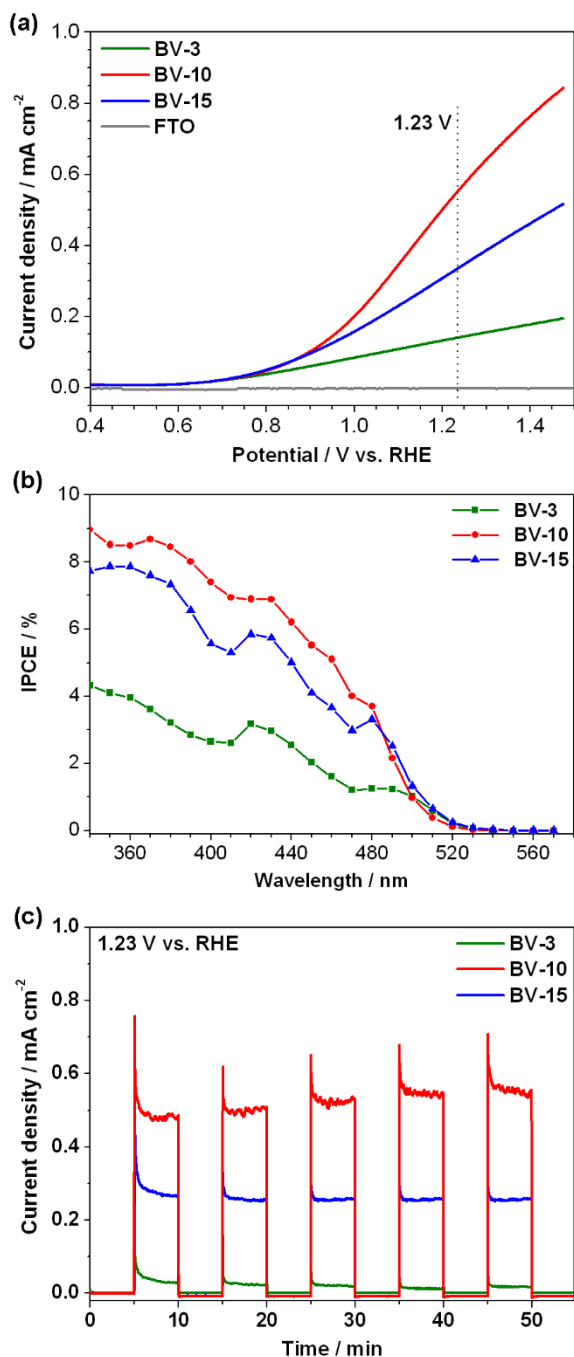 (a)
1.0
0.8
0.6
0.4
0.2
0.0
Current density / mA cm⁻²
BV-3
BV-10
BV-15
FTO
1.23 V
0.4 0.6 0.8 1.0 1.2 1.4
Potential / V vs. RHE
(b)
10
8
6
4
2
0
IPCE / %
BV-3
BV-10
BV-15
360 400 440 480 520 560
Wavelength / nm
(c)
1.0
0.8
0.6
0.4
0.2
0.0
Current density / mA cm⁻²
1.23 V vs. RHE
BV-3
BV-10
BV-15
0 10 20 30 40 50
Time / min